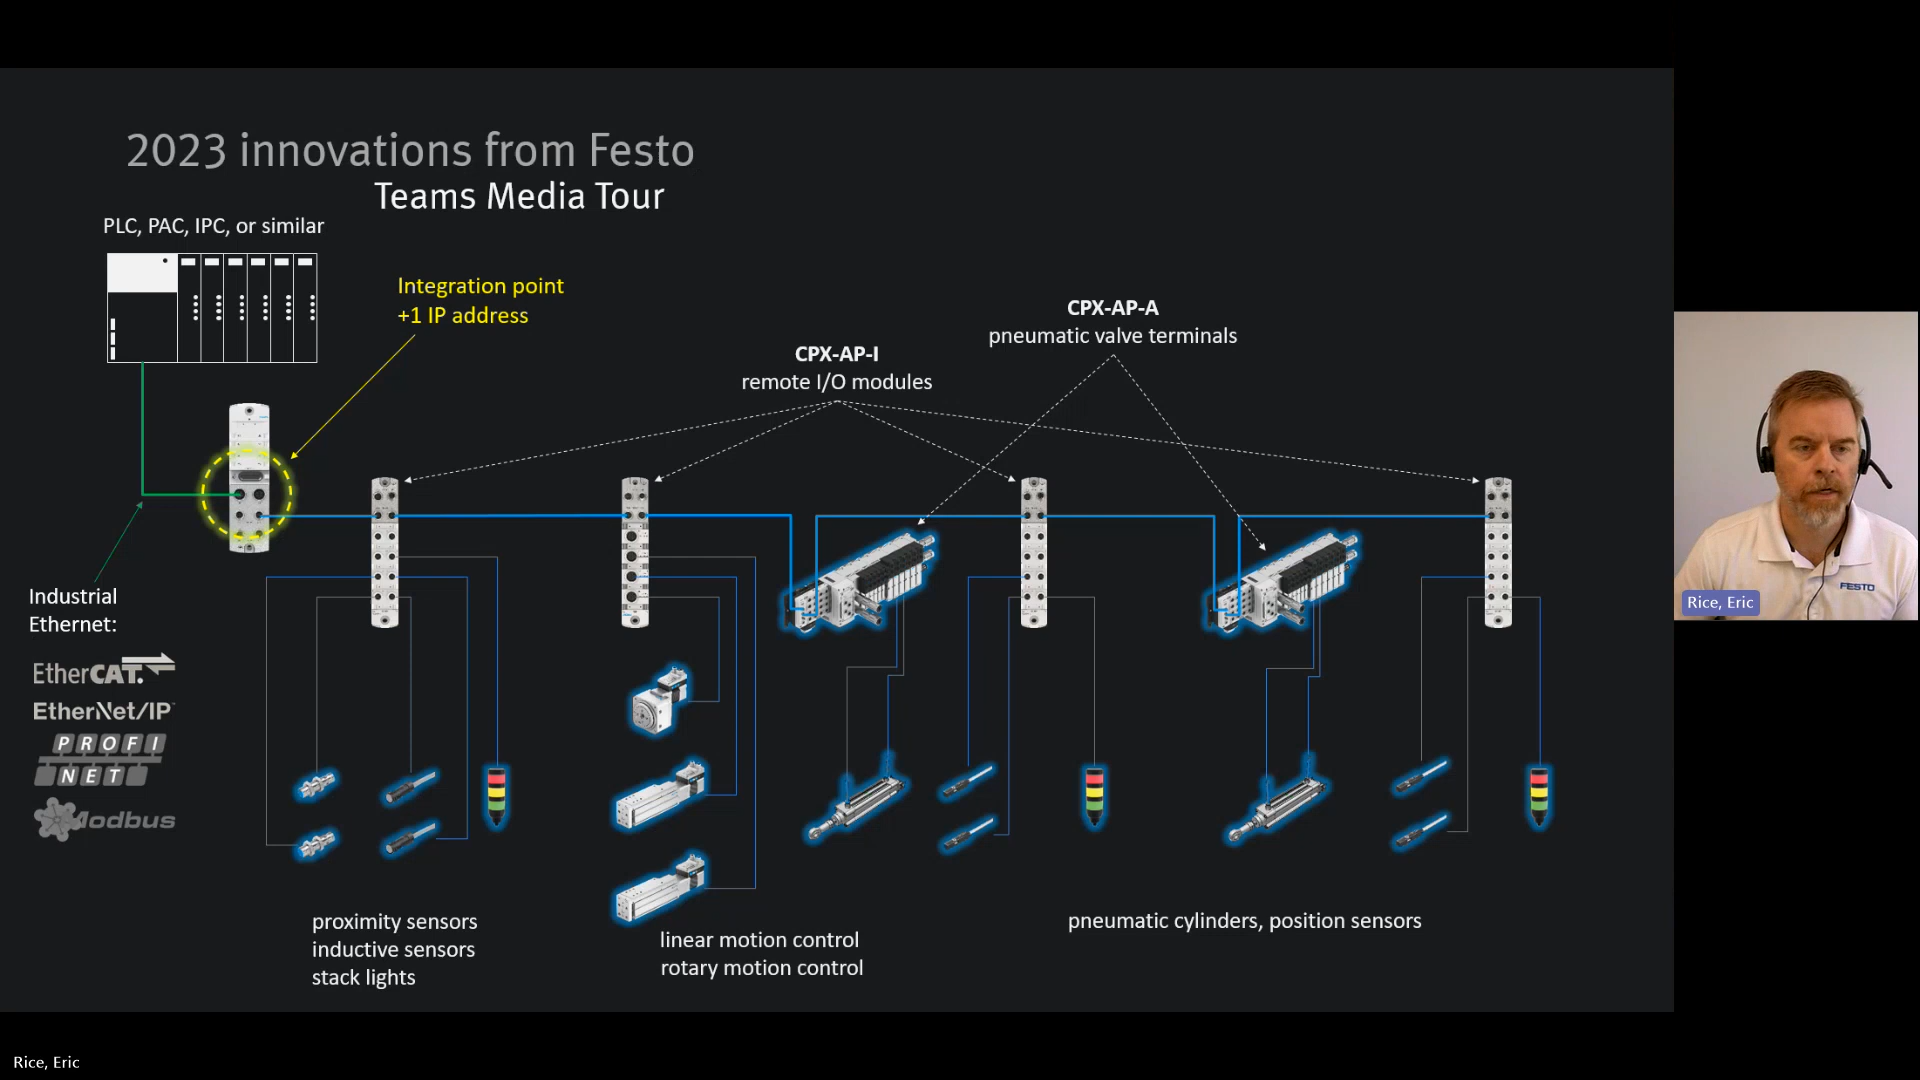 2023 innovations from Festo
Teams Media Tour
PLC, PAC, IPC, or similar
Integration point
+1 IP address
CPX-AP-A
pneumatic valve terminals
CPX-AP-I
remote I/O modules
Industrial
Ethernet:
EtherCAT.
EtherNet/IP
PROFI
NET
Modbus
proximity sensors
inductive sensors
stack lights
linear motion control
rotary motion control
pneumatic cylinders, position sensors
FESTO
Rice, Eric
Rice, Eric